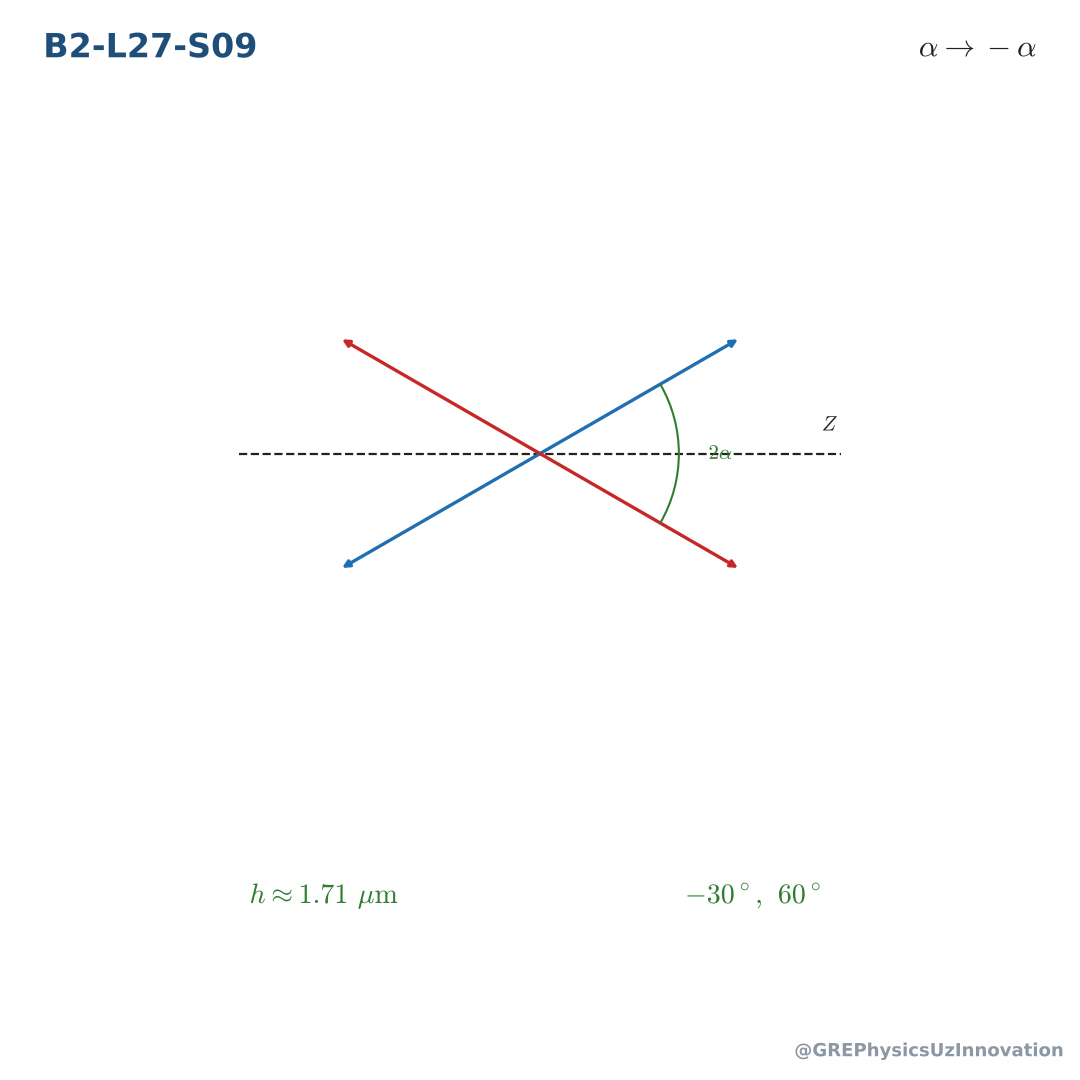 B2-L27-S09
α → − α
Z
2α
h ≈ 1.71 μm
−30°, 60°
@GREPhysicsUzInnovation